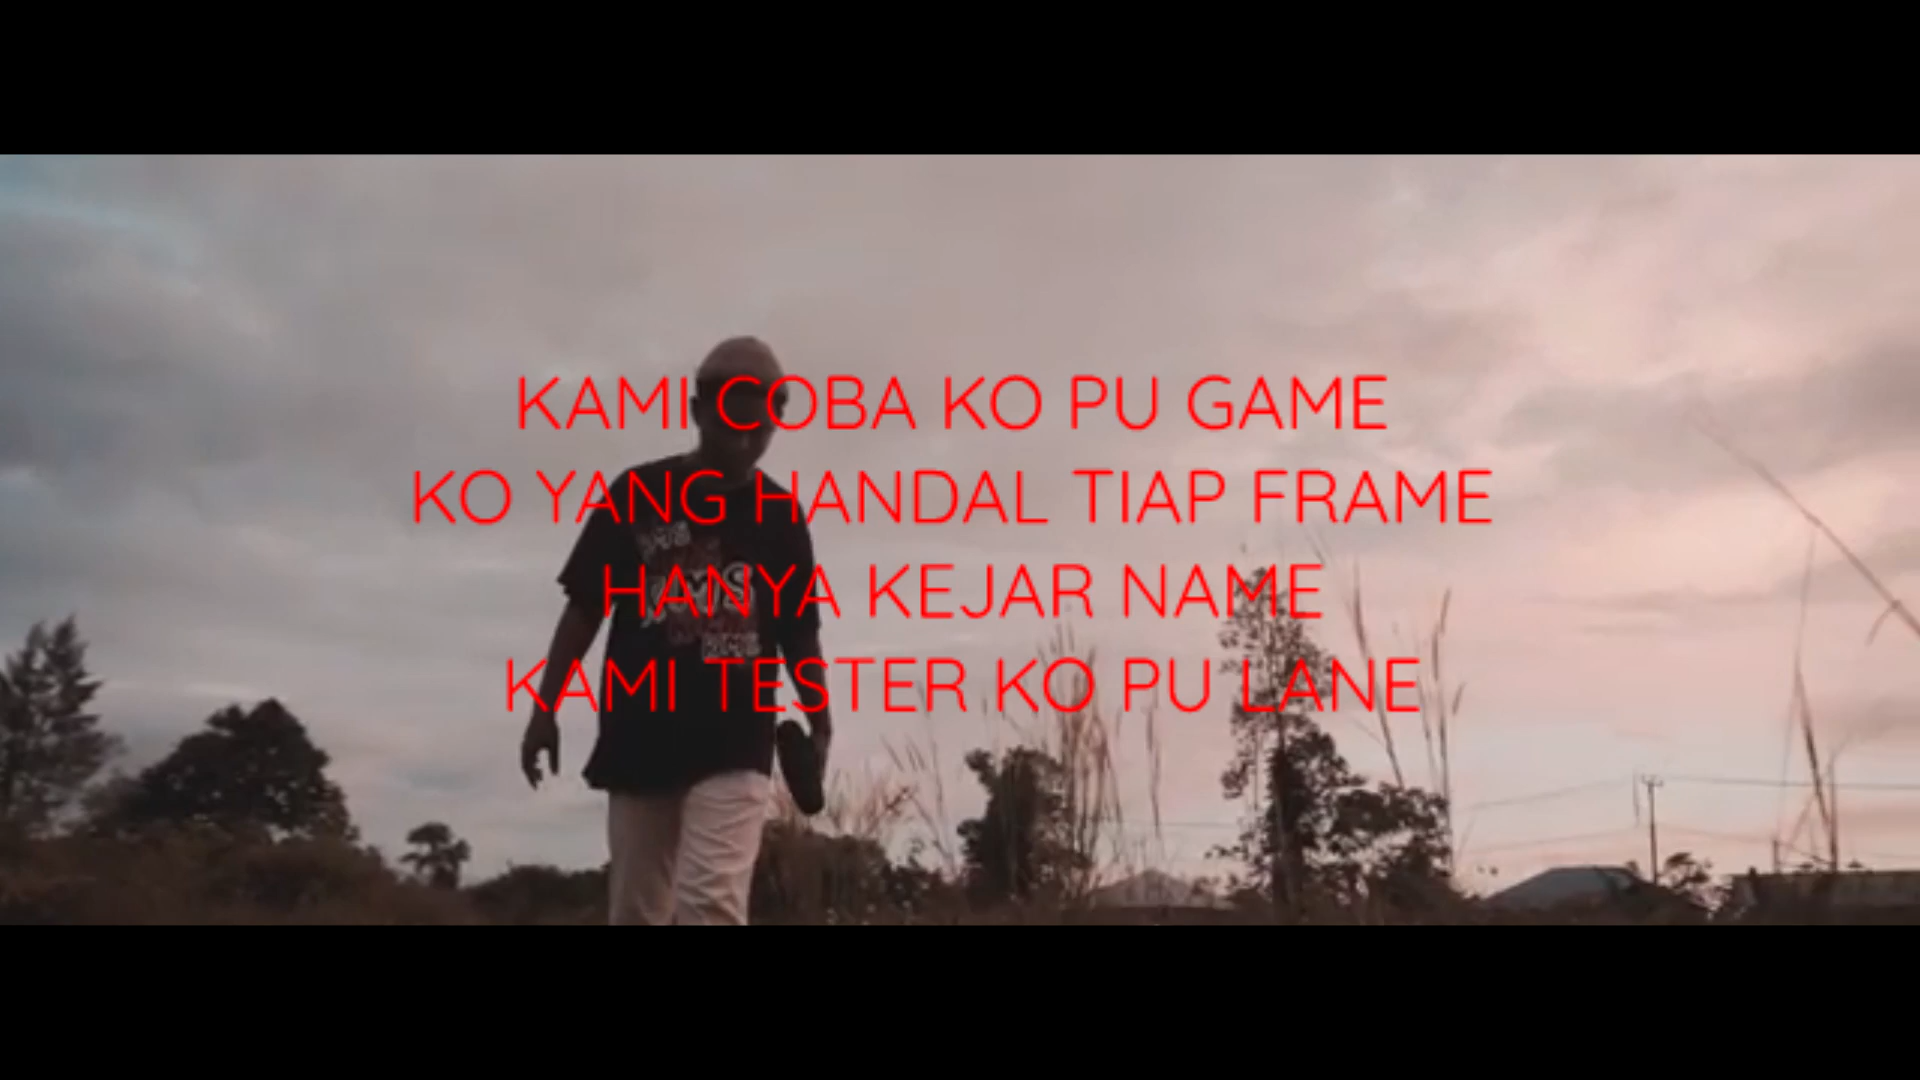 KAMI COBA KO PU GAME
KO YANG HANDAL TIAP FRAME
HANYA KEJAR NAME
KAMI TESTER KO PU LANE